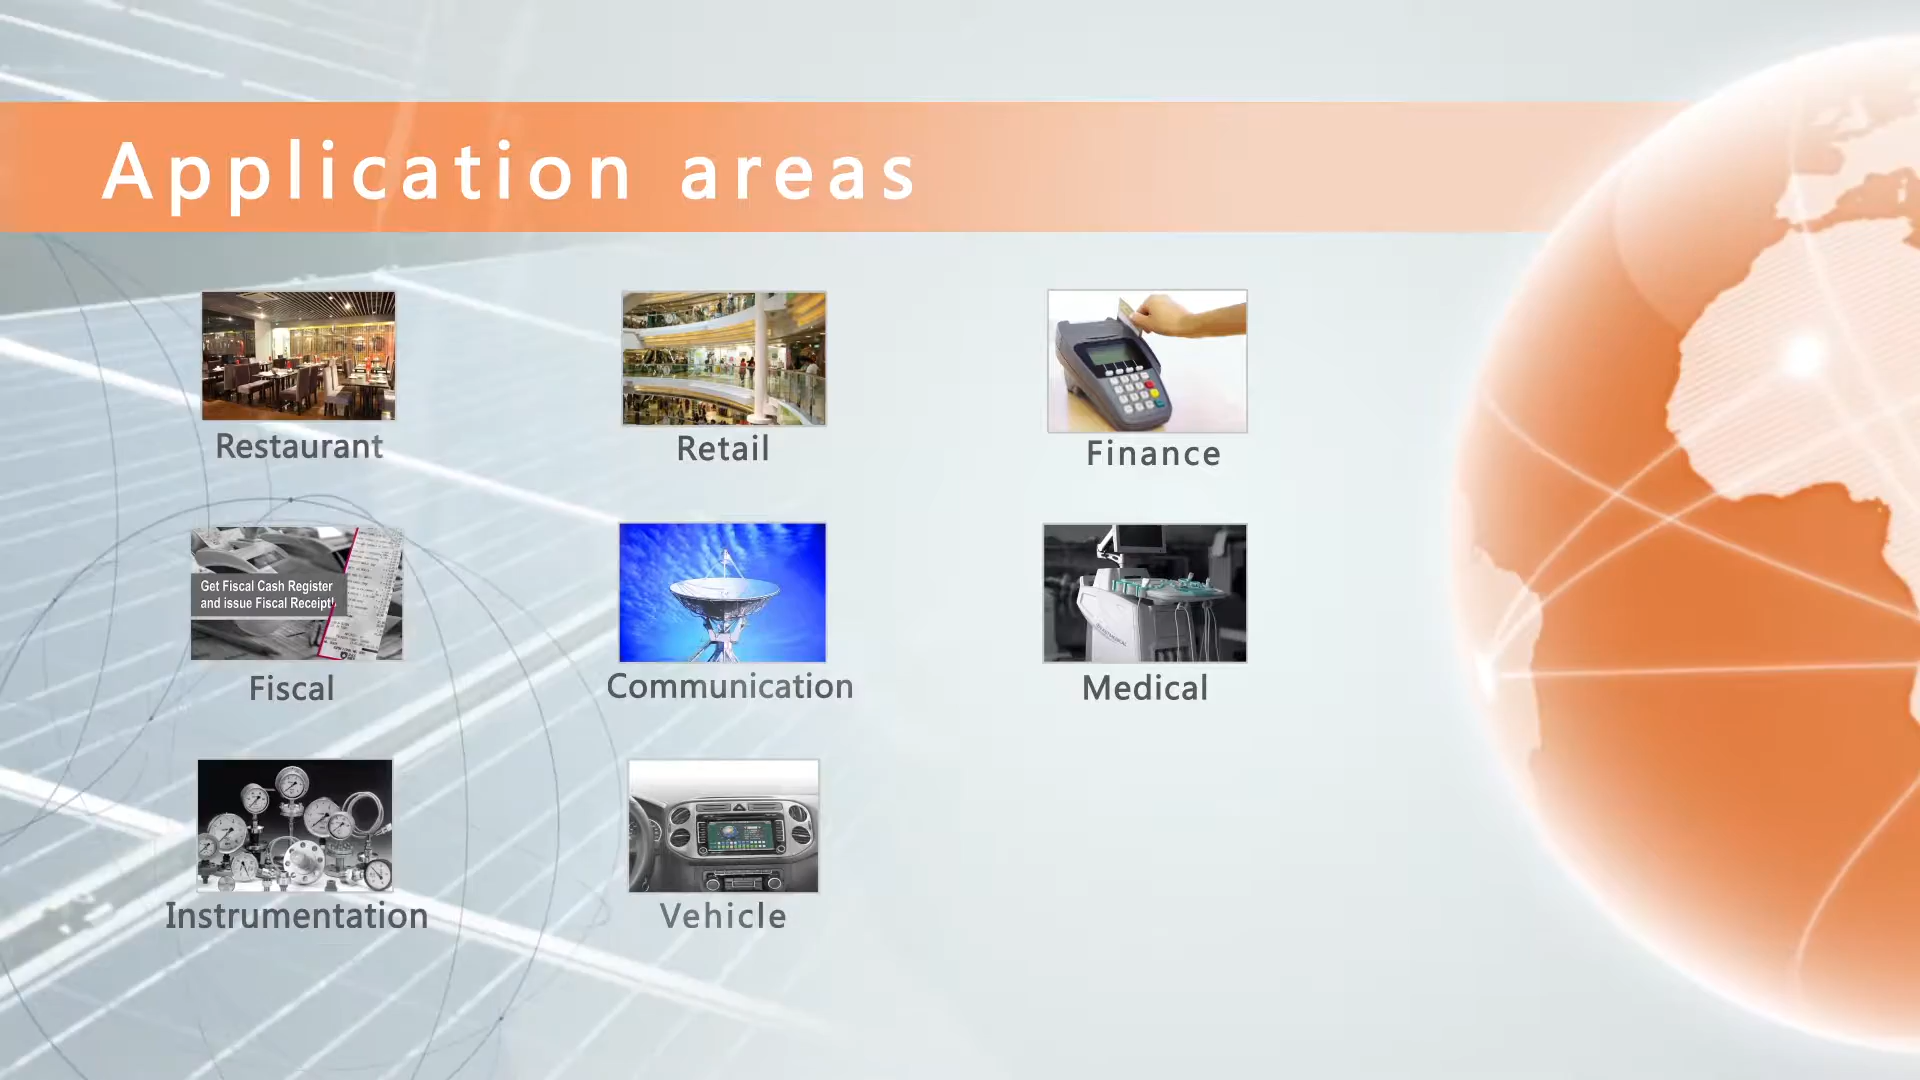 Application areas
Restaurant
Retail
Finance
Get Fiscal Cash Register
and issue Fiscal Receipt!
Fiscal
Communication
Medical
Instrumentation
Vehicle